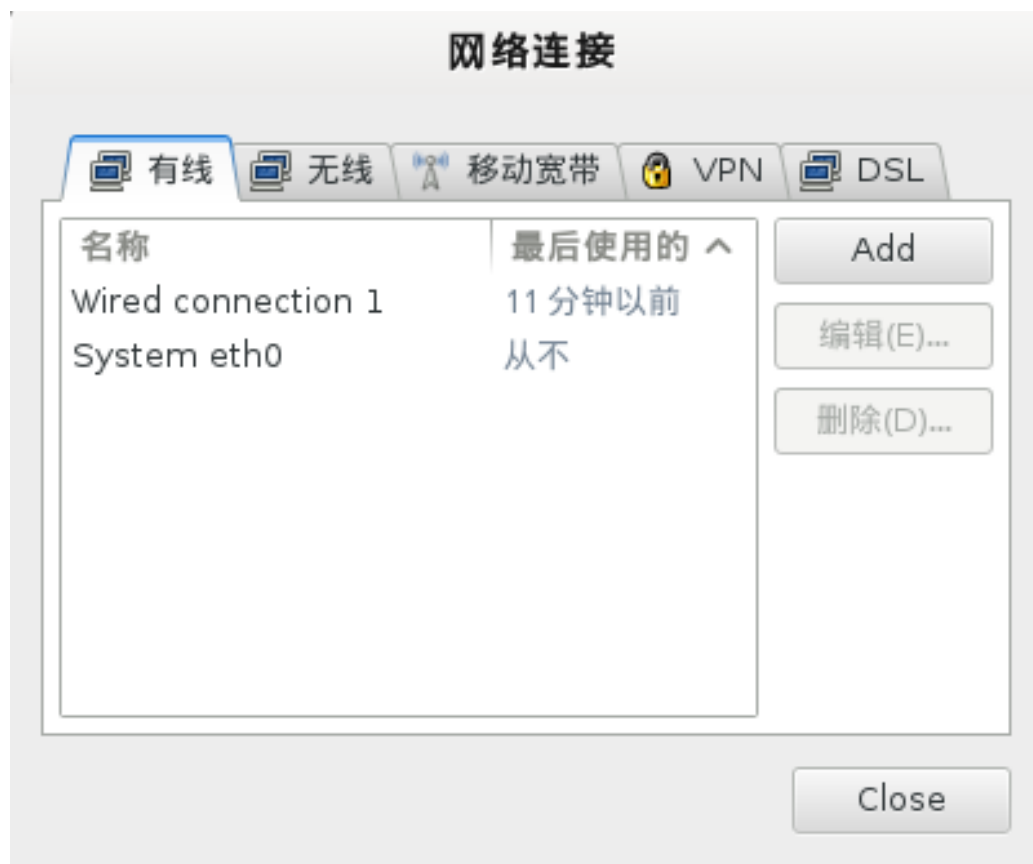 网络连接
有线 无线 移动宽带 VPN DSL
名称 最后使用的
Add
Wired connection 1 11 分钟以前
编辑(E)...
System eth0 从不
删除(D)...
Close